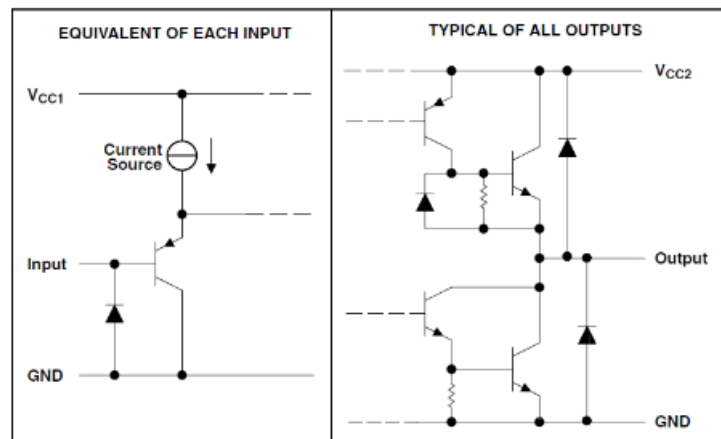 EQUIVALENT OF EACH INPUT
VCC1
Current
Source
Input
GND
TYPICAL OF ALL OUTPUTS
VCC2
Output
GND